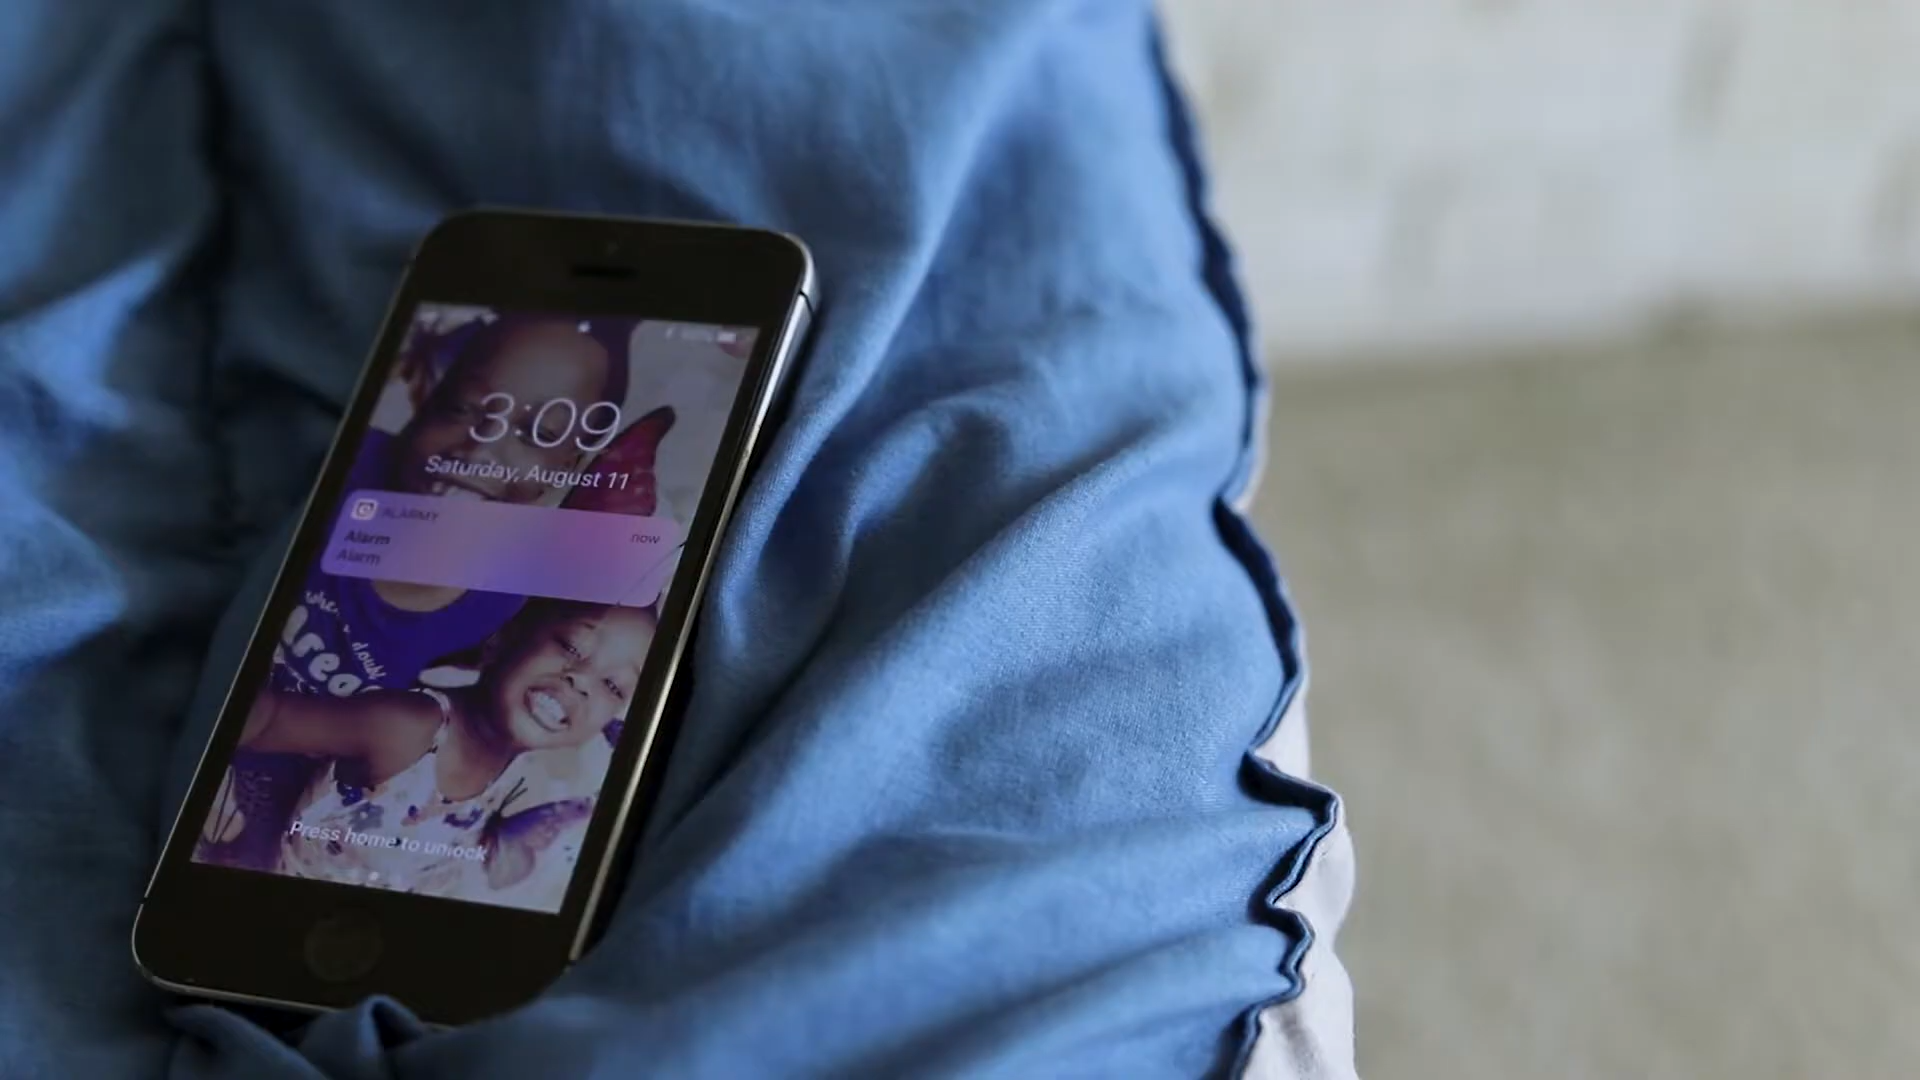 3:09
Saturday, August 11
ALARMY
now
Alarm
Alarm
Press home to unlock